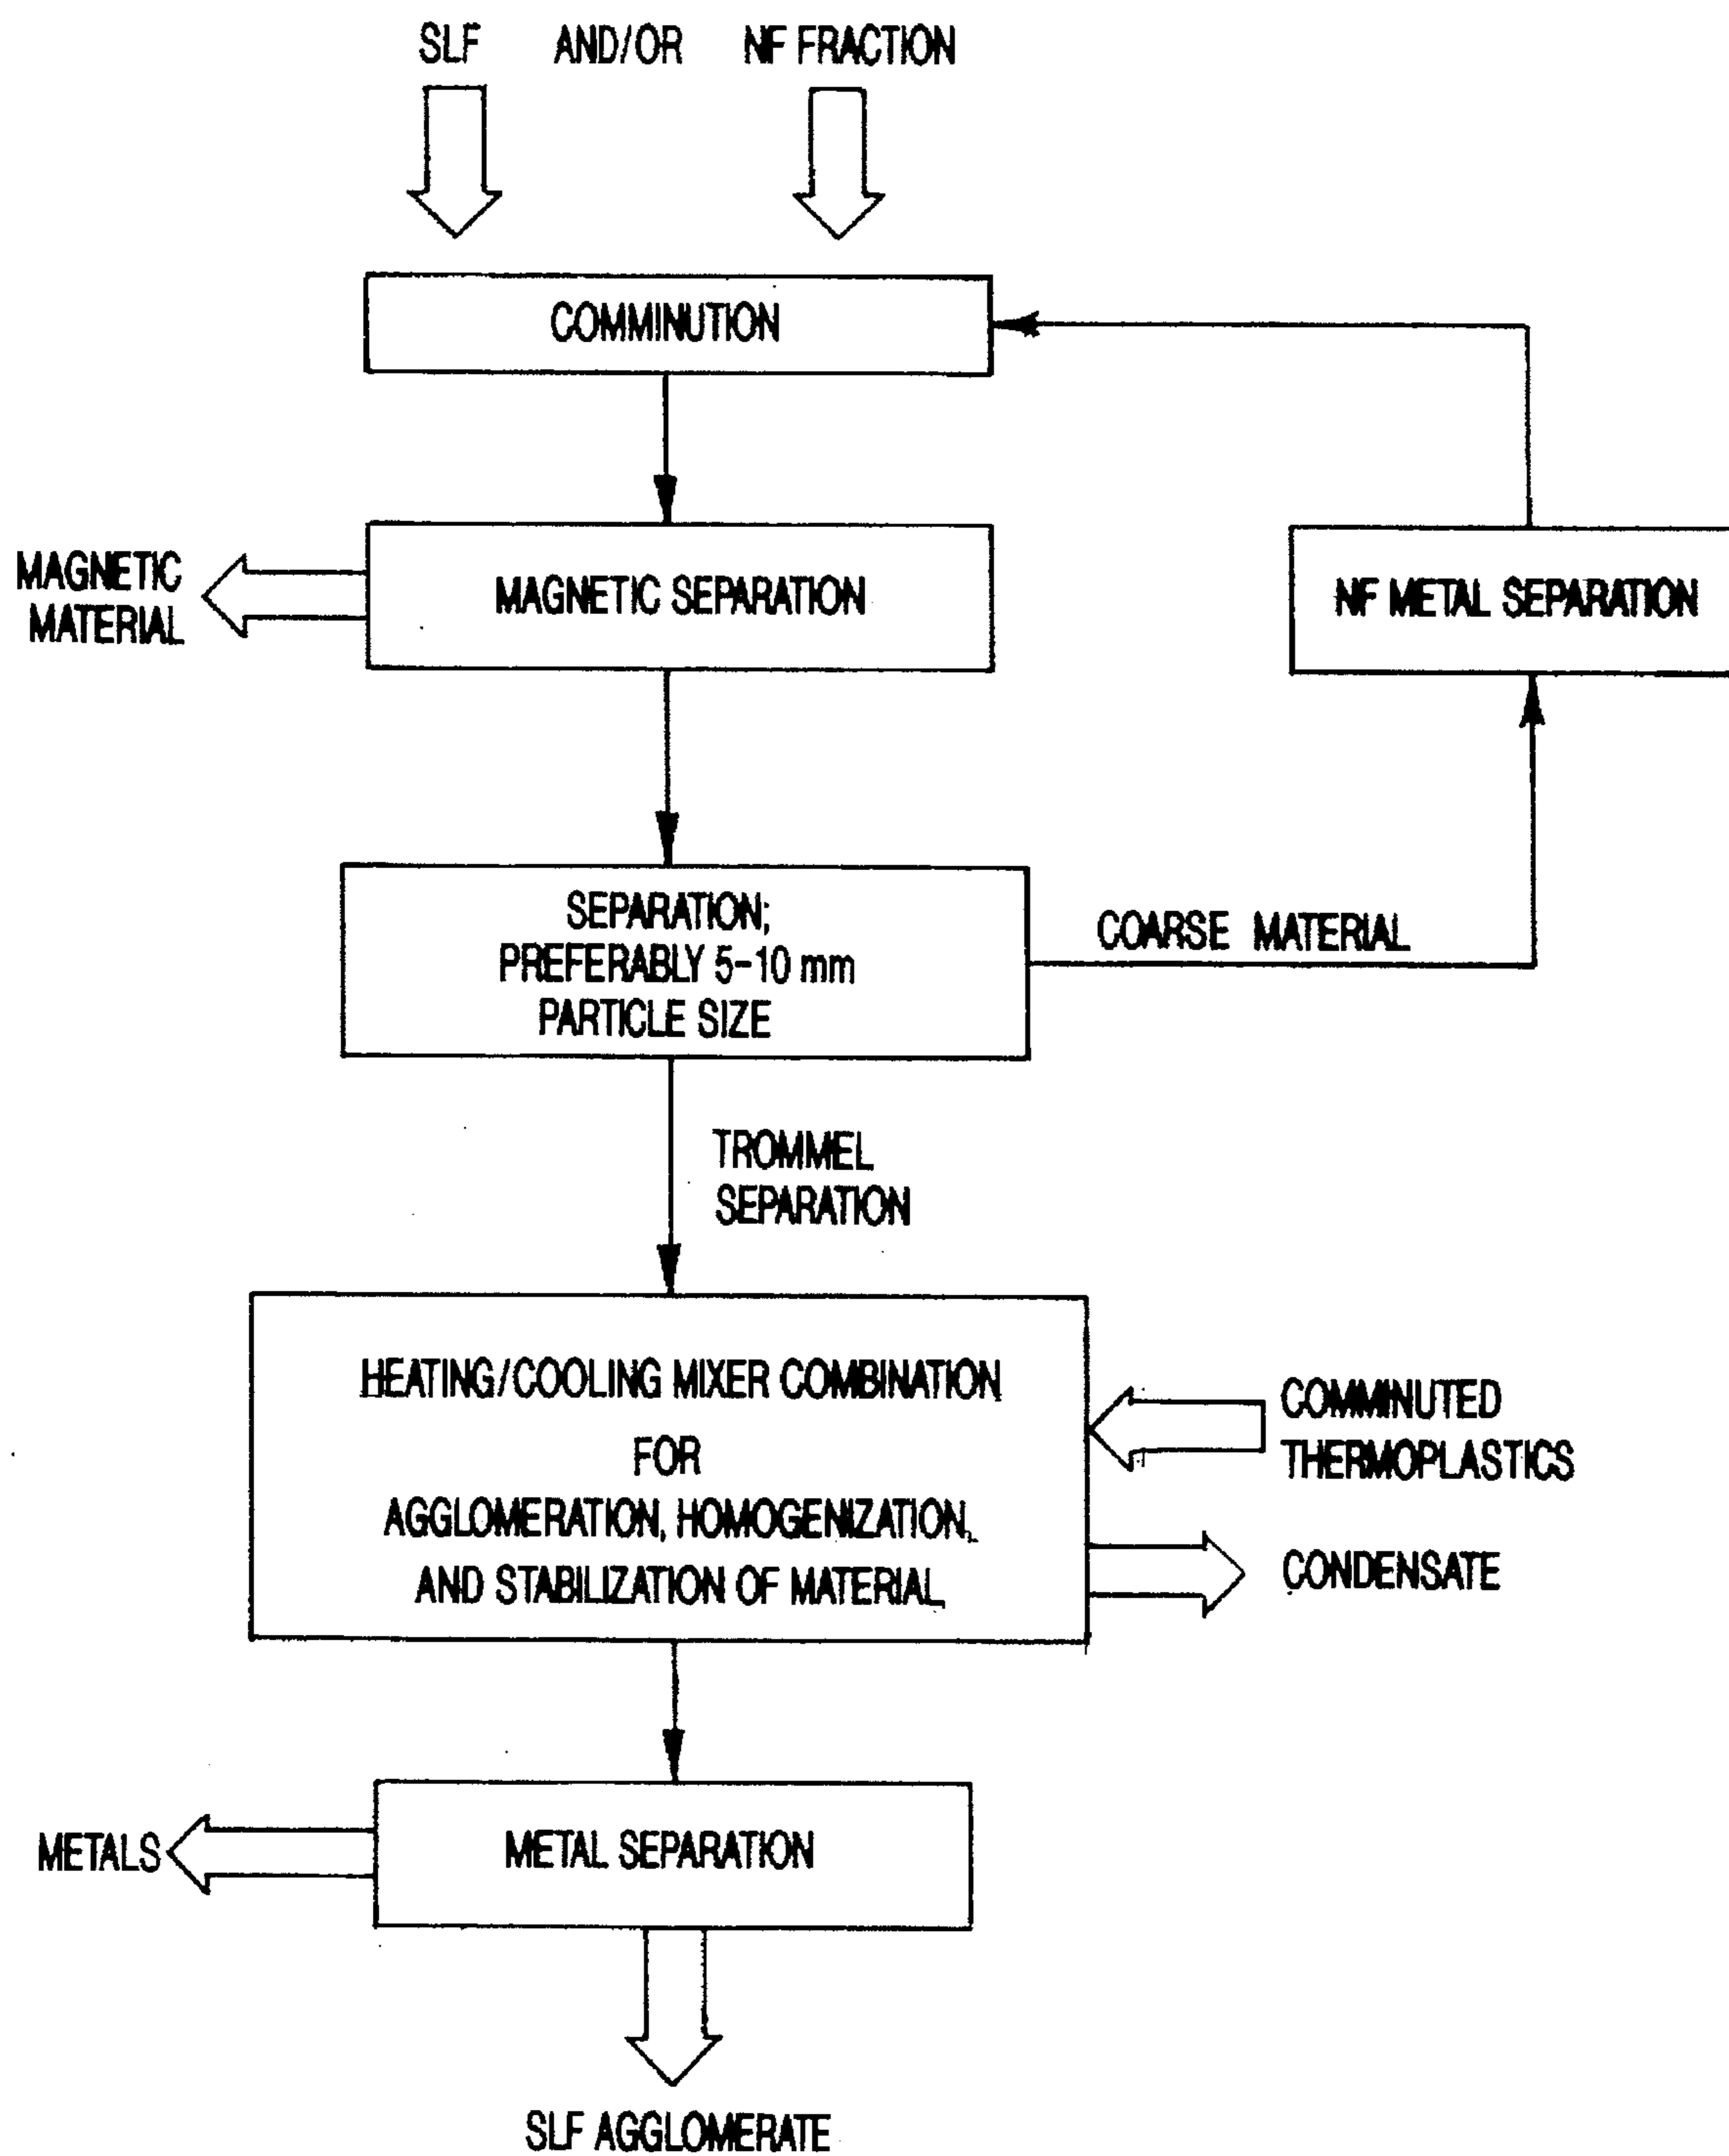 SLF AND/OR NF FRACTION
COMMINUTION
MAGNETIC
MATERIAL
MAGNETIC SEPARATION
NF METAL SEPARATION
SEPARATION;
PREFERABLY 5-10 mm
PARTICLE SIZE
COARSE MATERIAL
TROMMEL
SEPARATION
HEATING/COOLING MIXER COMBINATION
FOR
AGGLOMERATION, HOMOGENIZATION,
AND STABILIZATION OF MATERIAL
COMMINUTED
THERMOPLASTICS
CONDENSATE
METALS
METAL SEPARATION
SLF AGGLOMERATE